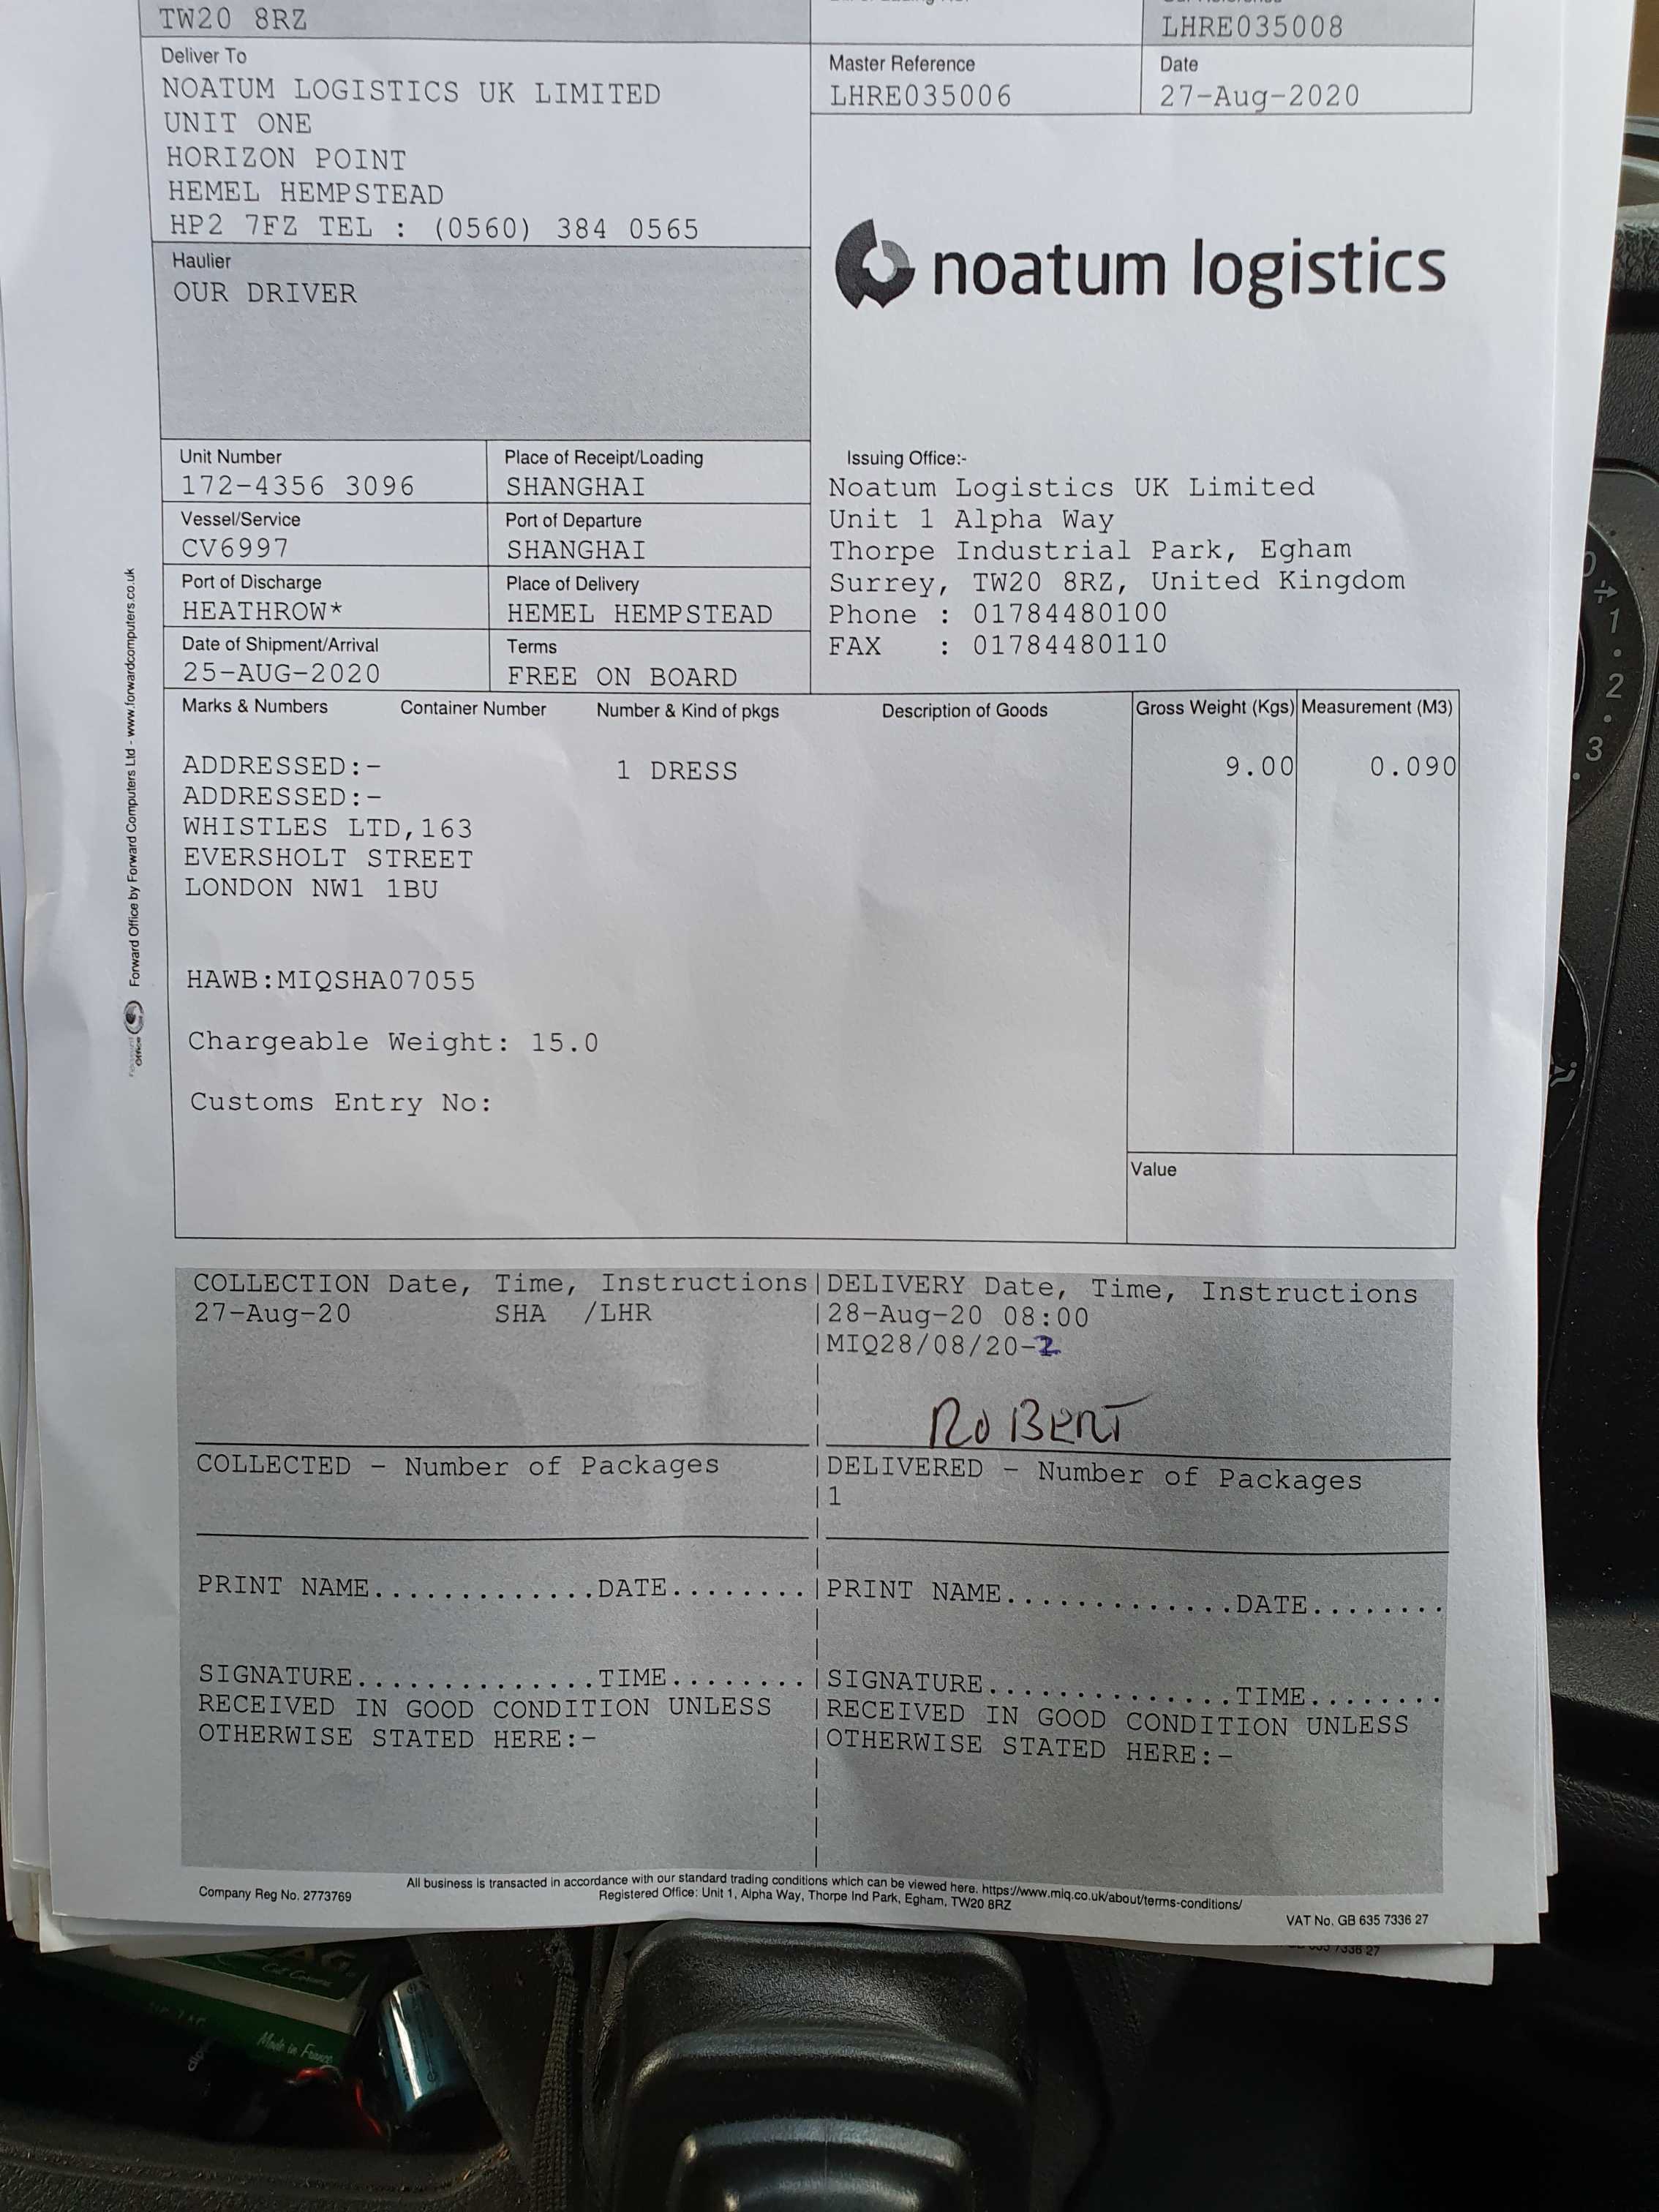 TW20 8RZ
LHRE035008
Deliver To
NOATUM LOGISTICS UK LIMITED
UNIT ONE
HORIZON POINT
HEMEL HEMPSTEAD
HP2 7FZ TEL : (0560) 384 0565
Master Reference
LHRE035006
Date
27-Aug-2020
Haulier
OUR DRIVER
noatum logistics
Unit Number
172-4356 3096
Place of Receipt/Loading
SHANGHAI
Vessel/Service
CV6997
Port of Departure
SHANGHAI
Port of Discharge
HEATHROW*
Place of Delivery
HEMEL HEMPSTEAD
Date of Shipment/Arrival
25-AUG-2020
Terms
FREE ON BOARD
Issuing Office:-
Noatum Logistics UK Limited
Unit 1 Alpha Way
Thorpe Industrial Park, Egham
Surrey, TW20 8RZ, United Kingdom
Phone : 01784480100
FAX : 01784480110
Marks & Numbers Container Number Number & Kind of pkgs Description of Goods Gross Weight (Kgs) Measurement (M3)
ADDRESSED:- 1 DRESS 9.00 0.090
ADDRESSED:-
WHISTLES LTD,163
EVERSHOLT STREET
LONDON NW1 1BU
HAWB:MIQSHA07055
Chargeable Weight: 15.0
Customs Entry No:
Value
Forward Office by Forward Computers Ltd - www.forwardcomputers.co.uk
Office
COLLECTION Date, Time, Instructions
27-Aug-20 SHA /LHR
DELIVERY Date, Time, Instructions
28-Aug-20 08:00
MIQ28/08/20-2
ROBERT
COLLECTED - Number of Packages
DELIVERED - Number of Packages
1
PRINT NAME.............DATE........
PRINT NAME.............DATE........
SIGNATURE..............TIME........
RECEIVED IN GOOD CONDITION UNLESS
OTHERWISE STATED HERE:-
SIGNATURE..............TIME........
RECEIVED IN GOOD CONDITION UNLESS
OTHERWISE STATED HERE:-
All business is transacted in accordance with our standard trading conditions which can be viewed here. https://www.miq.co.uk/about/terms-conditions/
Company Reg No. 2773769
Registered Office: Unit 1, Alpha Way, Thorpe Ind Park, Egham, TW20 8RZ
VAT No. GB 635 7336 27
7336 27
Made in France
0
1
2
3